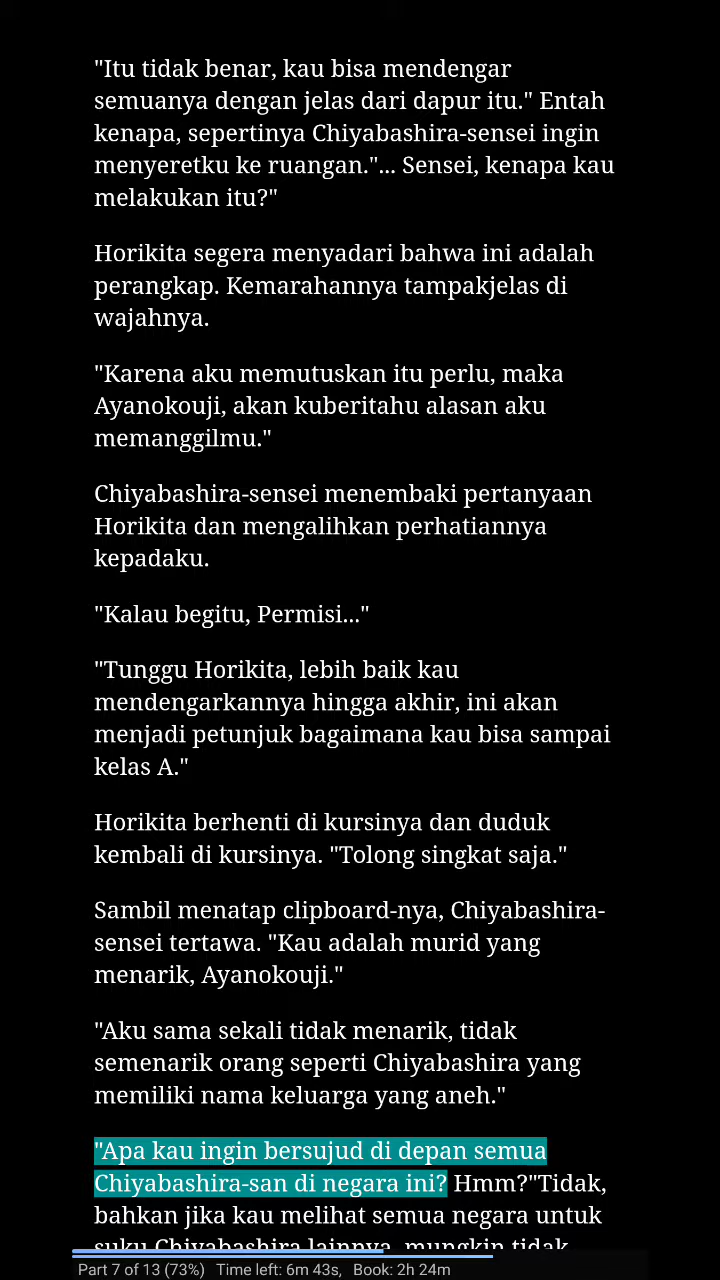 "Itu tidak benar, kau bisa mendengar
semuanya dengan jelas dari dapur itu." Entah
kenapa, sepertinya Chiyabashira-sensei ingin
menyeretku ke ruangan."... Sensei, kenapa kau
melakukan itu?"
Horikita segera menyadari bahwa ini adalah
perangkap. Kemarahannya tampakjelas di
wajahnya.
"Karena aku memutuskan itu perlu, maka
Ayanokouji, akan kuberitahu alasan aku
memanggilmu."
Chiyabashira-sensei menembaki pertanyaan
Horikita dan mengalihkan perhatiannya
kepadaku.
"Kalau begitu, Permisi..."
"Tunggu Horikita, lebih baik kau
mendengarkannya hingga akhir, ini akan
menjadi petunjuk bagaimana kau bisa sampai
kelas A."
Horikita berhenti di kursinya dan duduk
kembali di kursinya. "Tolong singkat saja."
Sambil menatap clipboard-nya, Chiyabashira-
sensei tertawa. "Kau adalah murid yang
menarik, Ayanokouji."
"Aku sama sekali tidak menarik, tidak
semenarik orang seperti Chiyabashira yang
memiliki nama keluarga yang aneh."
"Apa kau ingin bersujud di depan semua
Chiyabashira-san di negara ini? Hmm?"Tidak,
bahkan jika kau melihat semua negara untuk
suku Chiyabashira lainnya, mungkin tidak
Part 7 of 13 (73%) Time left: 6m 43s, Book: 2h 24m